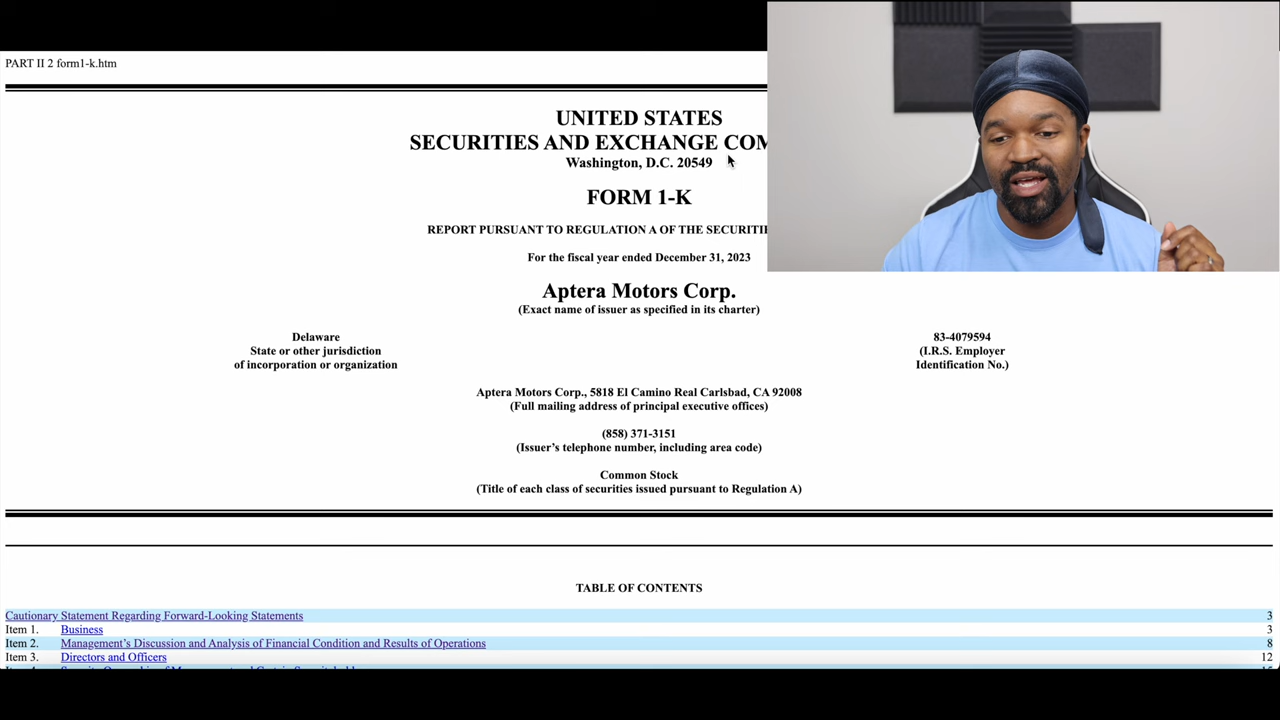 PART II 2 form1-k.htm
UNITED STATES
SECURITIES AND EXCHANGE
Washington, D.C. 20549
FORM 1-K
REPORT PURSUANT TO REGULATION A OF THE
For the fiscal year ended December 31, 2023
Aptera Motors Corp.
(Exact name of issuer as specified in its charter)
Delaware
State or other jurisdiction
of incorporation or organization
83-4079594
(I.R.S. Employer
Identification No.)
Aptera Motors Corp., 5818 El Camino Real Carlsbad, CA 92008
(Full mailing address of principal executive offices)
(858) 371-3151
(Issuer’s telephone number, including area code)
Common Stock
(Title of each class of securities issued pursuant to Regulation A)
TABLE OF CONTENTS
Cautionary Statement Regarding Forward-Looking Statements 3
Item 1. Business 3
Item 2. Management’s Discussion and Analysis of Financial Condition and Results of Operations 8
Item 3. Directors and Officers 12